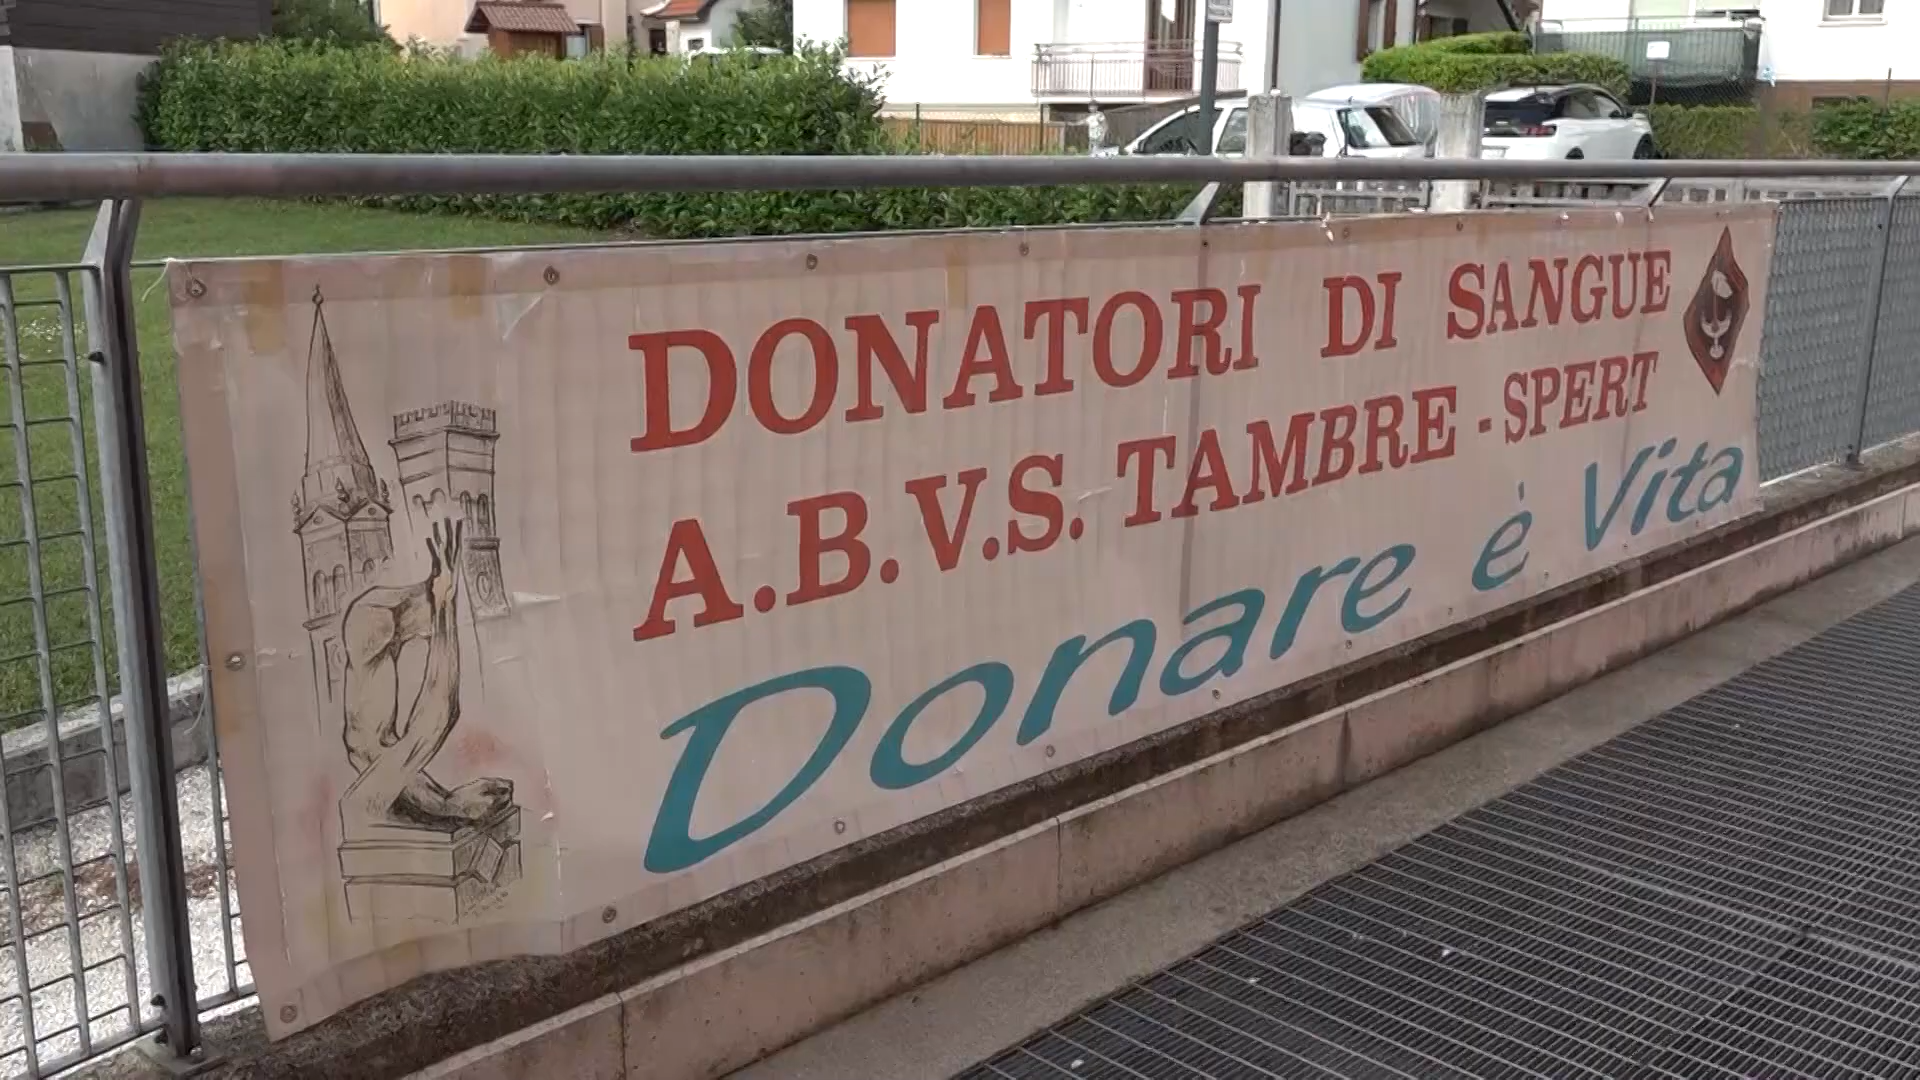 DONATORI DI SANGUE
A.B.V.S. TAMBRE - SPERT
Donare è Vita